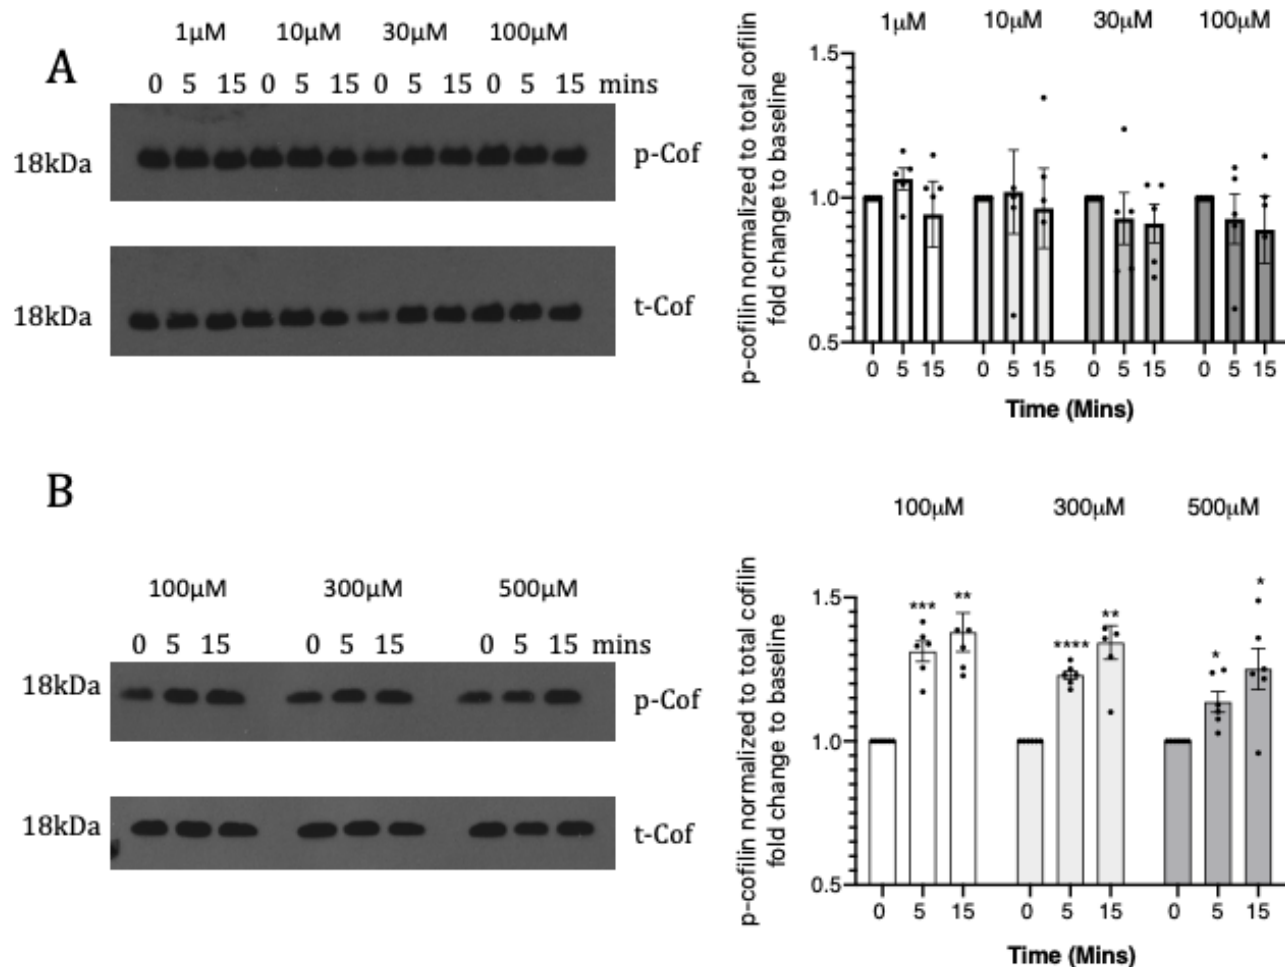 A
1μM 10μM 30μM 100μM
0 5 15 0 5 15 0 5 15 0 5 15 mins
18kDa p-Cof
18kDa t-Cof
1μM 10μM 30μM 100μM
p-cofilin normalized to total cofilin
fold change to baseline
1.5
1.0
0.5
0 5 15 0 5 15 0 5 15 0 5 15
Time (Mins)
B
100μM 300μM 500μM
0 5 15 0 5 15 0 5 15 mins
18kDa p-Cof
18kDa t-Cof
100μM 300μM 500μM
p-cofilin normalized to total cofilin
fold change to baseline
1.5
1.0
0.5
*** ** **** ** * *
0 5 15 0 5 15 0 5 15
Time (Mins)